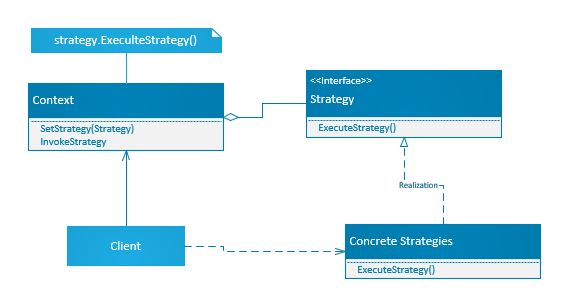 strategy.ExeculteStrategy()
Context
SetStrategy(Strategy)
InvokeStrategy
<<Interface>>
Strategy
ExecuteStrategy()
Realization
Client
Concrete Strategies
ExecuteStrategy()